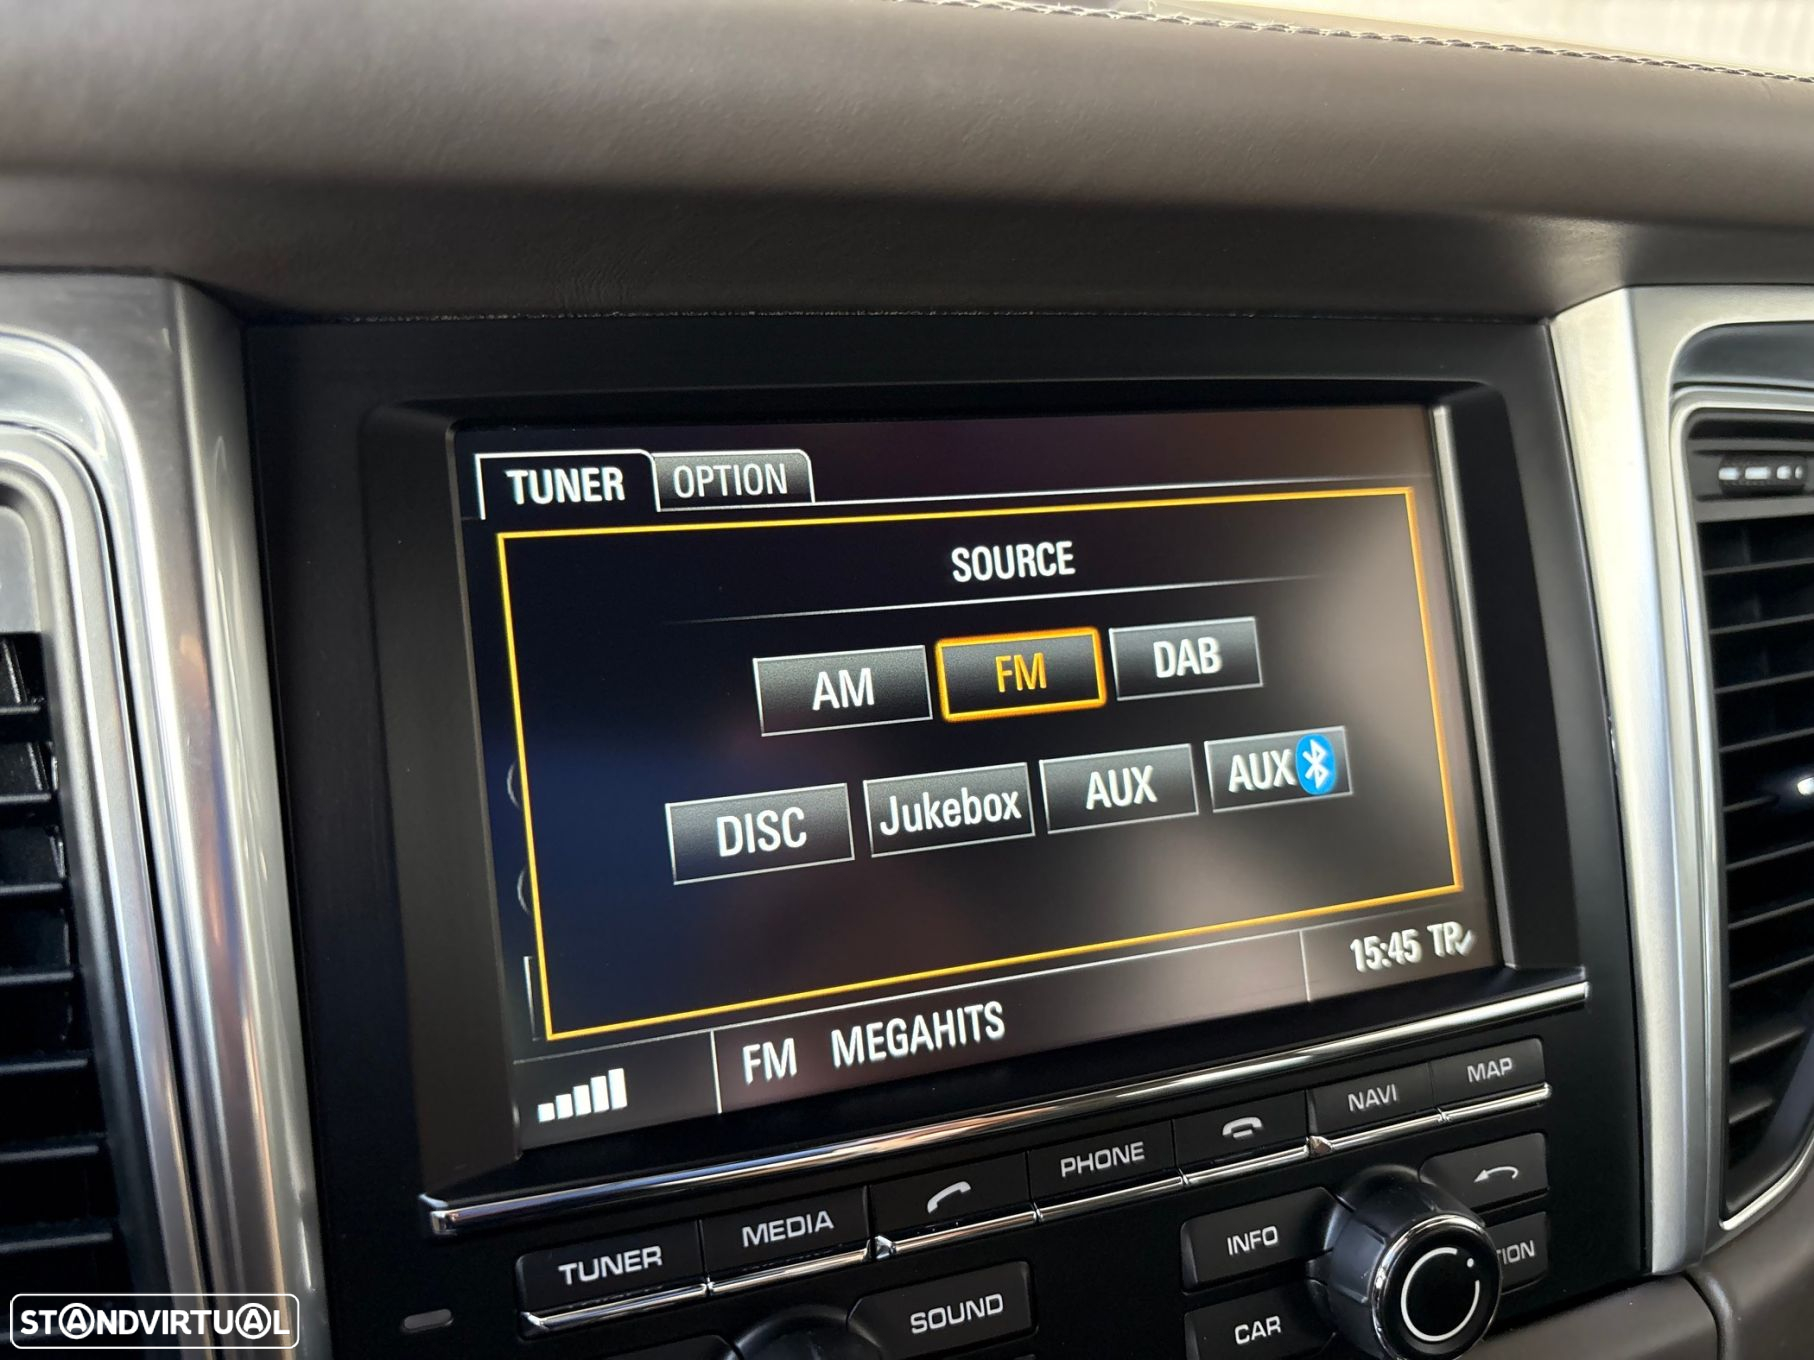 TUNER OPTION
SOURCE
AM FM DAB
DISC Jukebox AUX AUX
15:45 TP
FM MEGAHITS
TUNER MEDIA PHONE NAVI MAP
SOUND INFO
CAR
STANDVIRTUAL